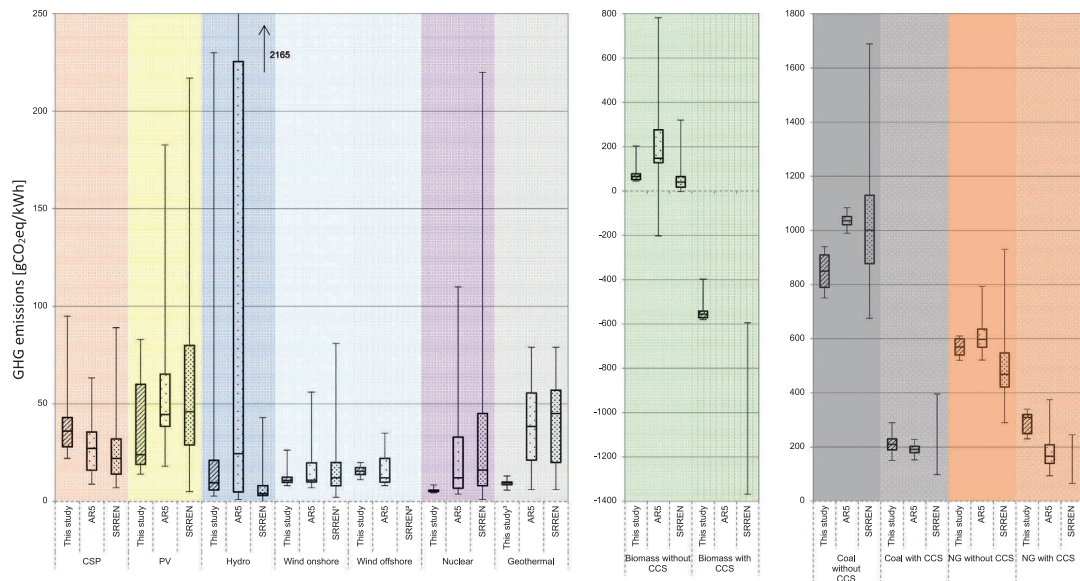 GHG emissions [gCO₂eq/kWh]
250
200
150
100
50
0
2165
This study
AR5
SRREN
This study
AR5
SRREN
This study
AR5
SRREN
This study
AR5
SRREN
This study
AR5
SRREN
This study
AR5
SRREN
This study
AR5
SRREN
CSP
PV
Hydro
Wind onshore
Wind offshore
Nuclear
Geothermal
800
600
400
200
0
-200
-400
-600
-800
-1000
-1200
-1400
This study
AR5
SRREN
This study
AR5
SRREN
Biomass without
CCS
Biomass with
CCS
1800
1600
1400
1200
1000
800
600
400
200
0
This study
AR5
SRREN
This study
AR5
SRREN
This study
AR5
SRREN
This study
AR5
SRREN
Coal
without
CCS
Coal with CCS
NG without CCS
NG with CCS